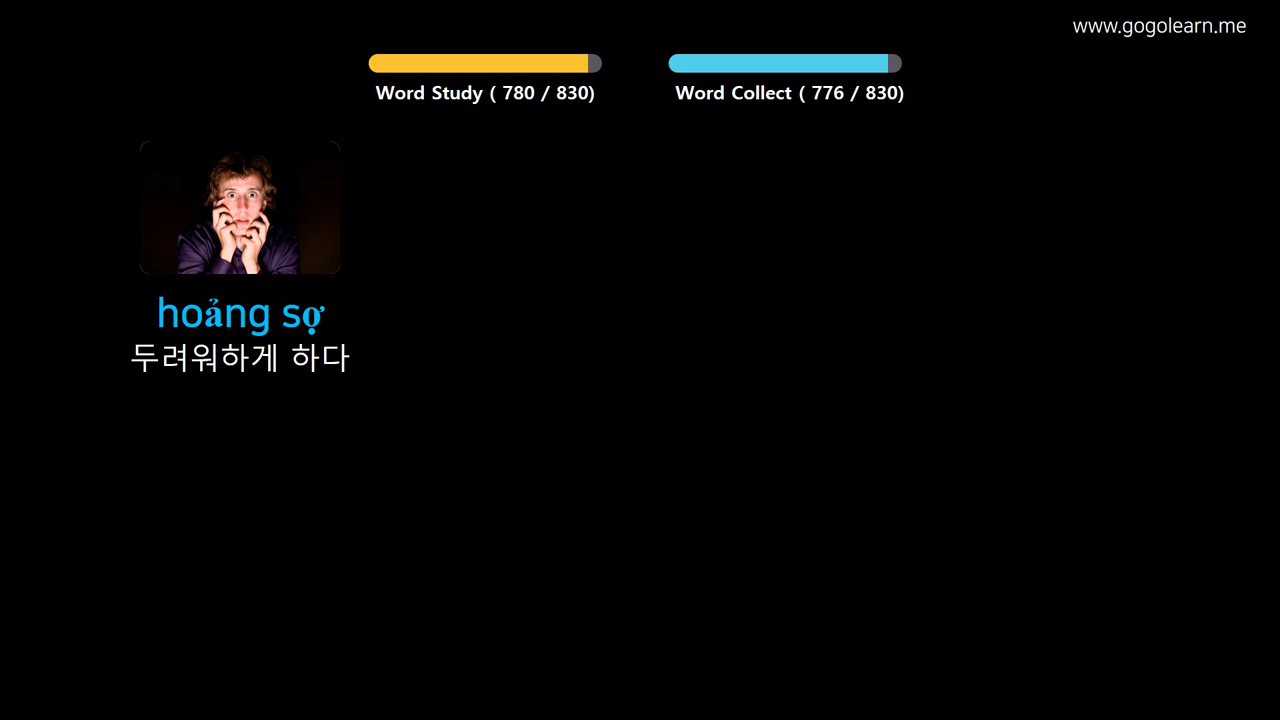 www.gogolearn.me
Word Study ( 780 / 830)
Word Collect ( 776 / 830)
hoảng sợ
두려워하게 하다